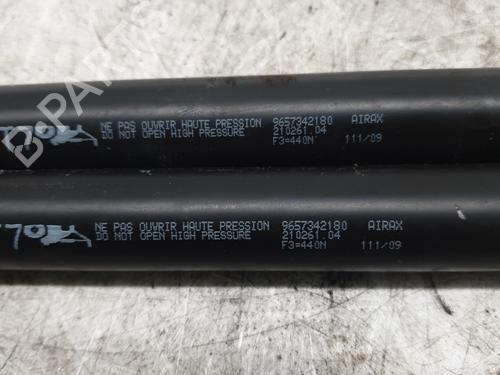 NE PAS OUVRIR HAUTE PRESSION 9657342180 AIRAX
DO NOT OPEN HIGH PRESSURE 210261.04
F3=440N 111/09
NE PAS OUVRIR HAUTE PRESSION 9657342180 AIRAX
DO NOT OPEN HIGH PRESSURE 210261.04
F3=440N 111/09